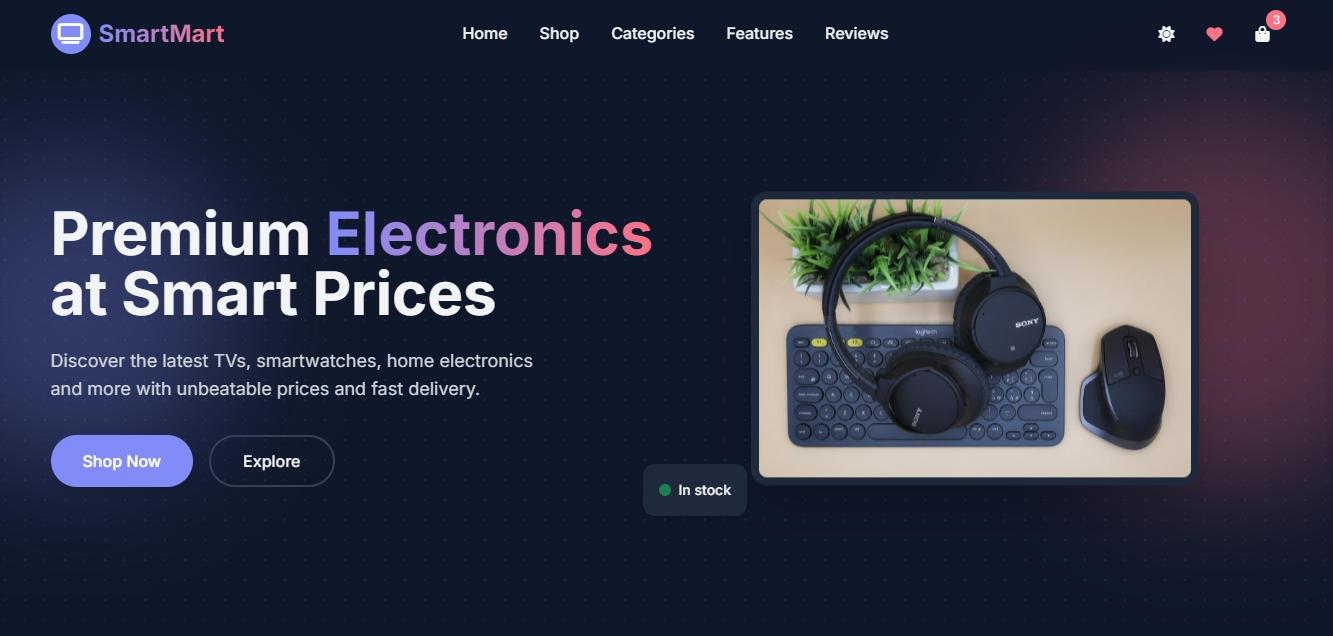 SmartMart
Home
Shop
Categories
Features
Reviews
3
Premium Electronics
at Smart Prices
Discover the latest TVs, smartwatches, home electronics
and more with unbeatable prices and fast delivery.
Shop Now
Explore
logitech
SONY
SONY
In stock